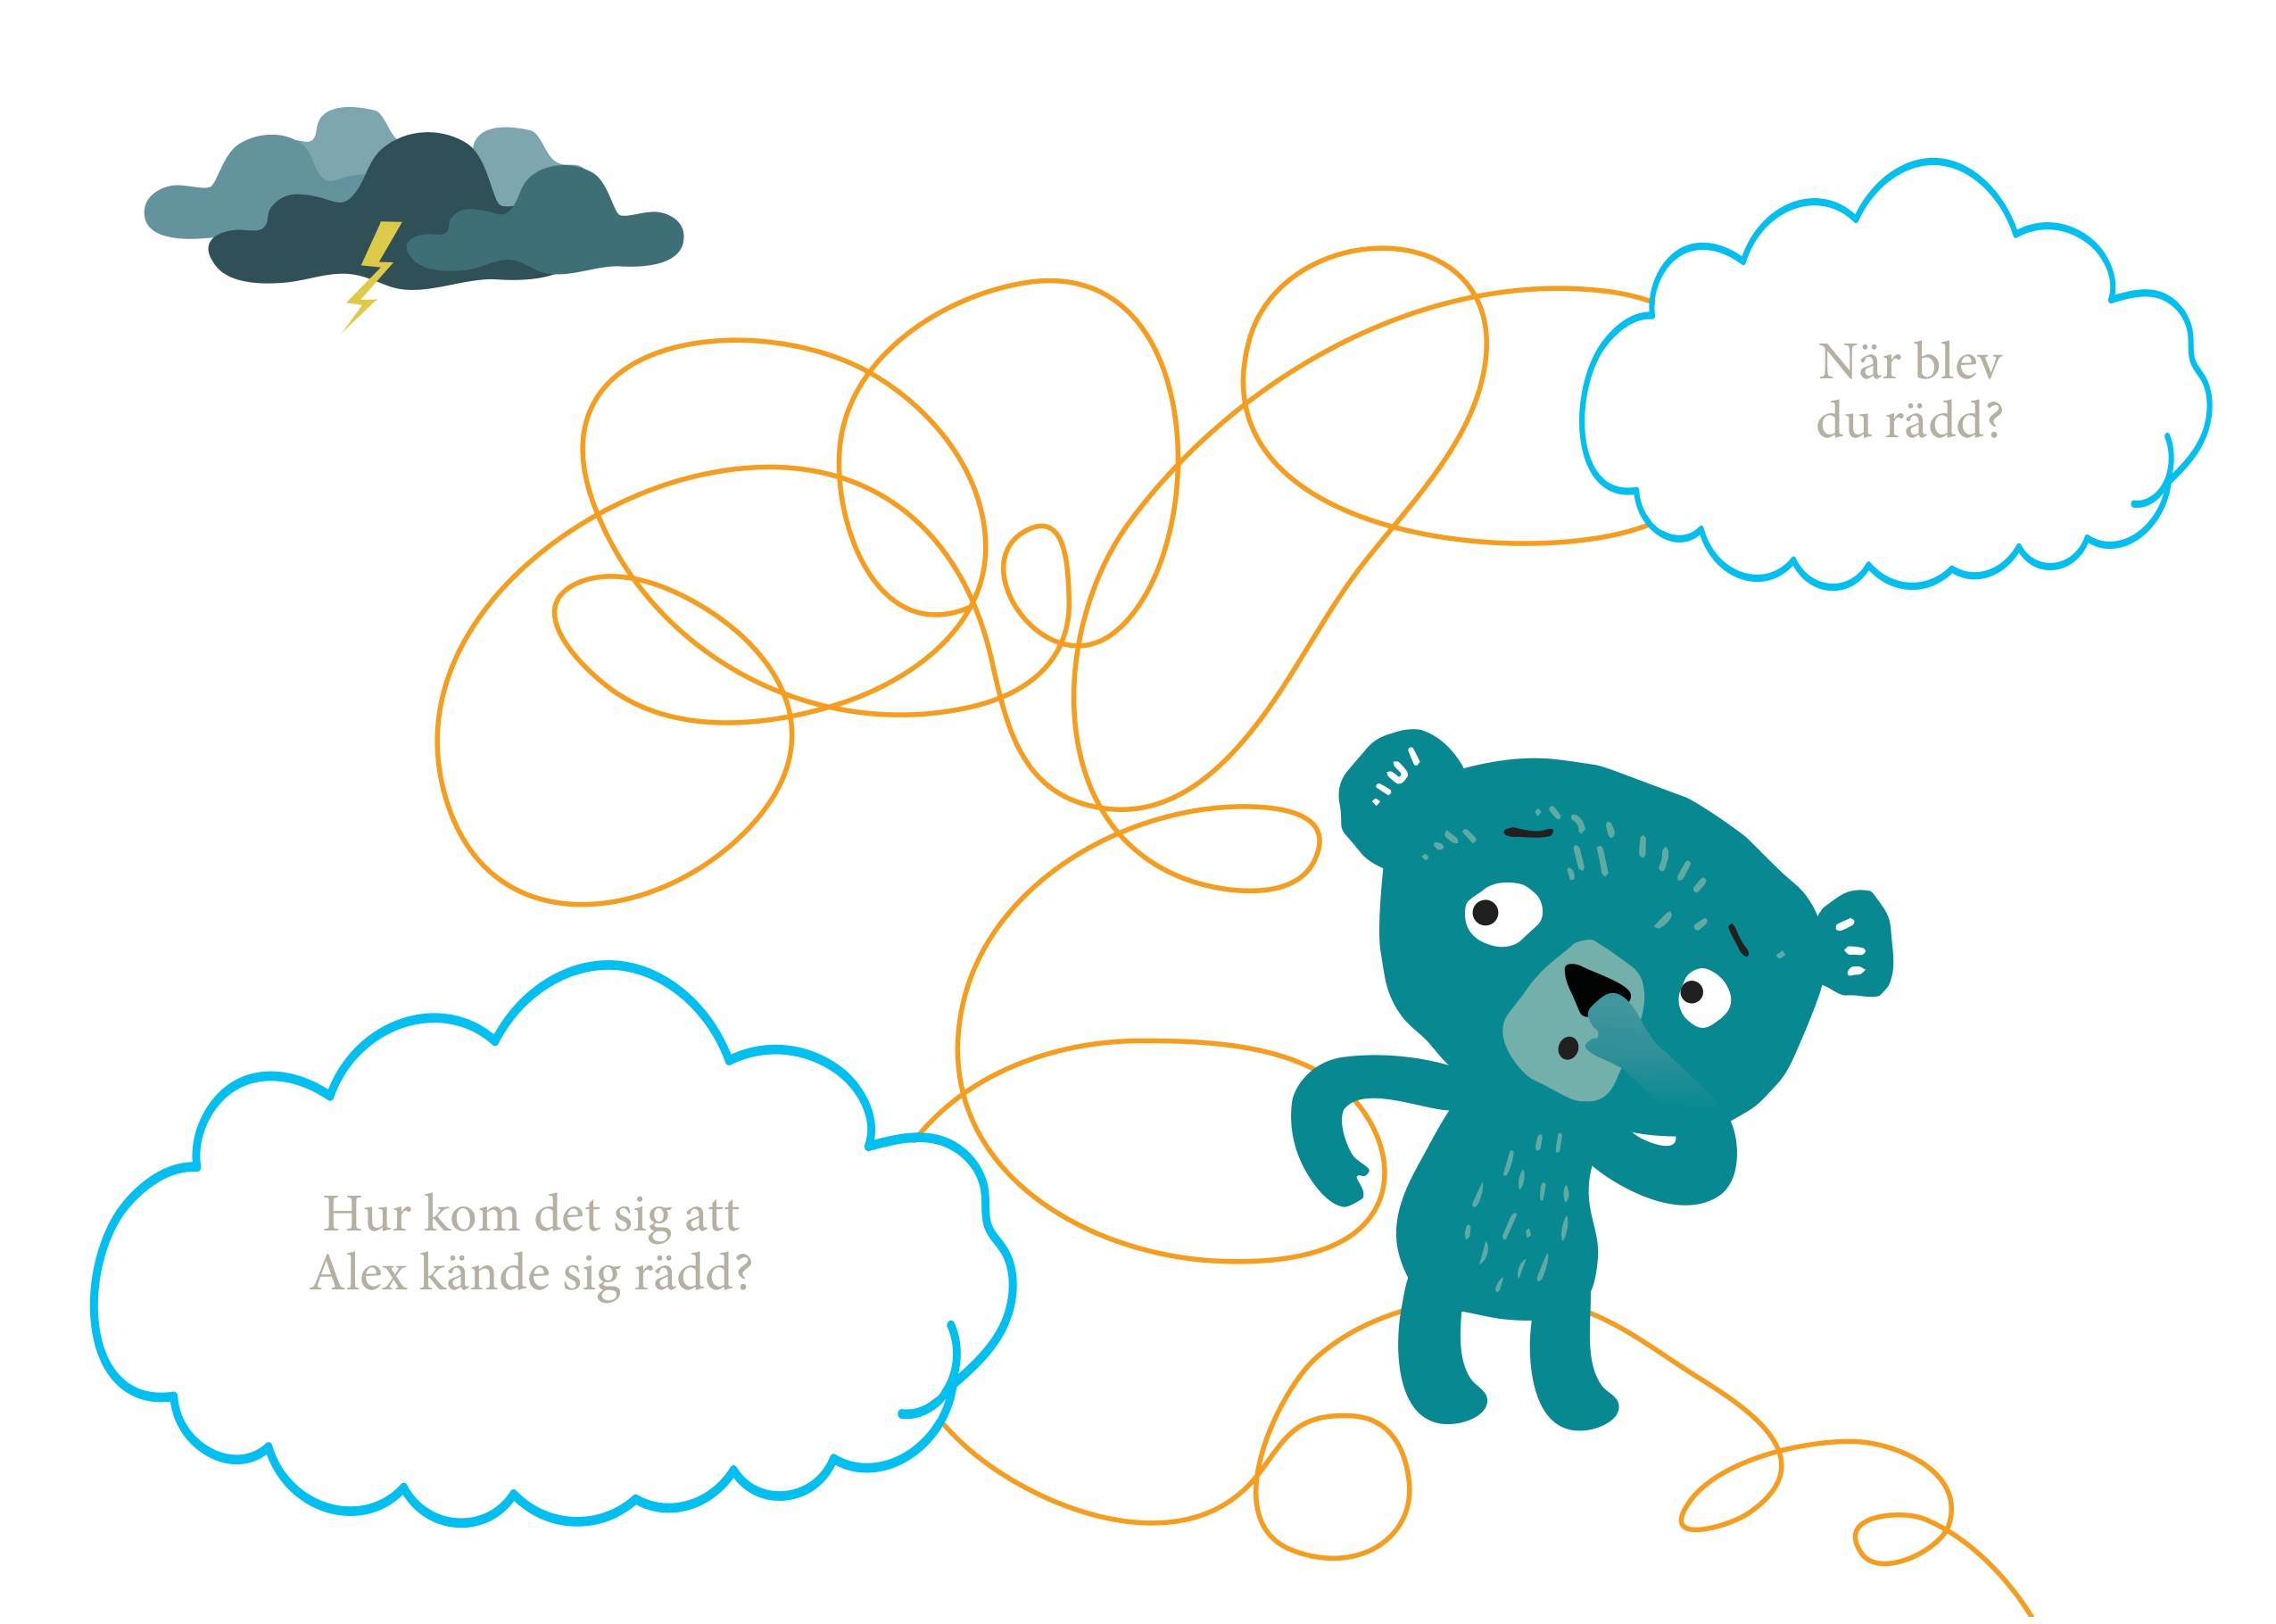 När blev
du rädd?
Hur kom det sig att
Alex kände sig rädd?